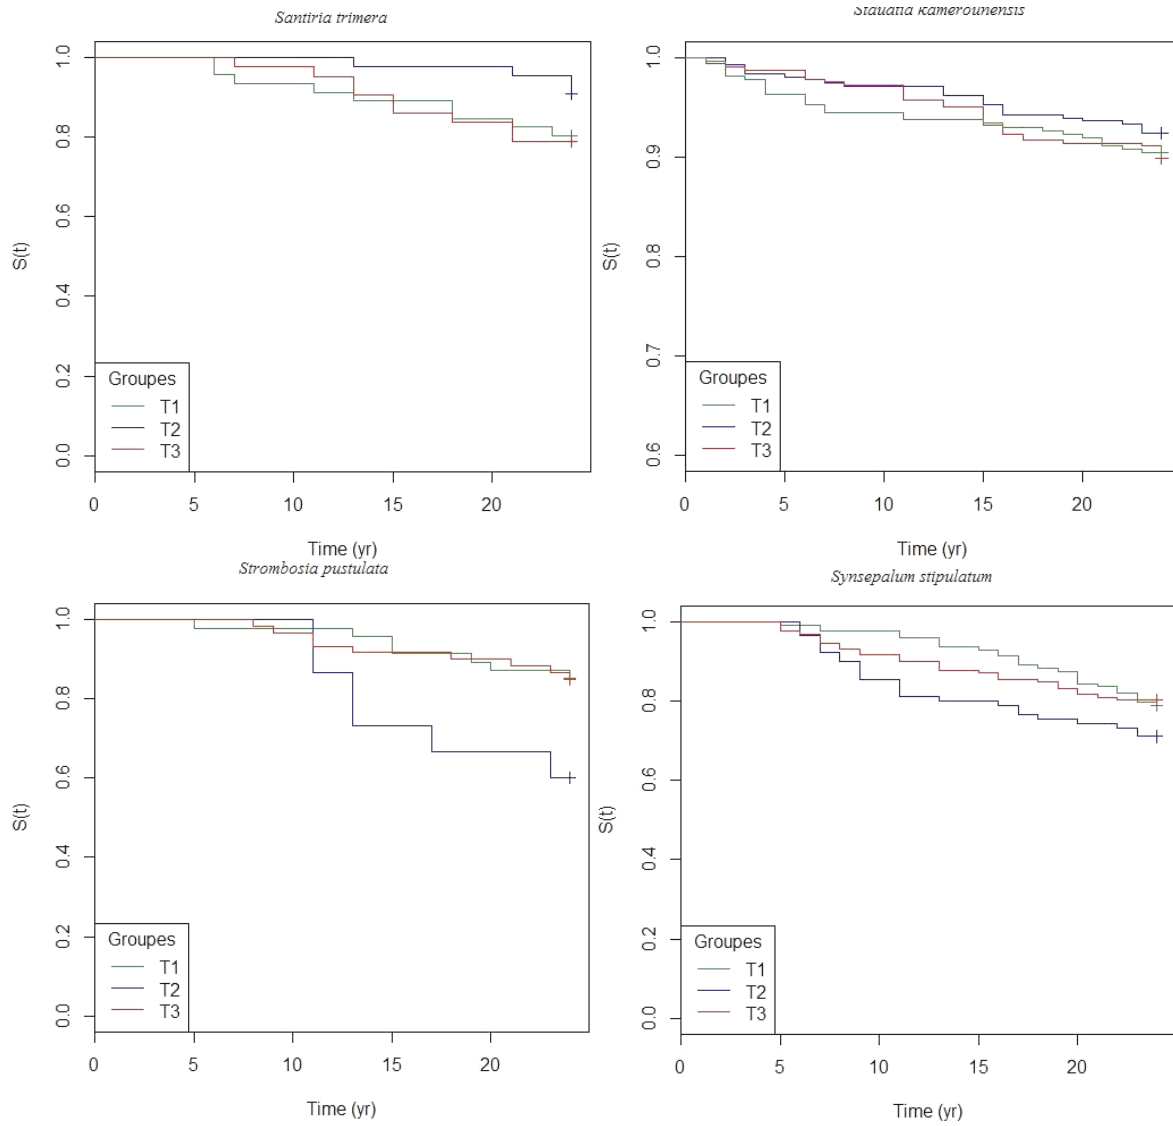 Santiria trimera
1.0
0.8
0.6
0.4
0.2
0.0
S(t)
Groupes
T1
T2
T3
0 5 10 15 20
Time (yr)
Staudtia kamerounensis
1.0
0.9
0.8
0.7
0.6
S(t)
Groupes
T1
T2
T3
0 5 10 15 20
Time (yr)
Strombosia pustulata
1.0
0.8
0.6
0.4
0.2
0.0
S(t)
Groupes
T1
T2
T3
0 5 10 15 20
Time (yr)
Synsepalum stipulatum
1.0
0.8
0.6
0.4
0.2
0.0
S(t)
Groupes
T1
T2
T3
0 5 10 15 20
Time (yr)